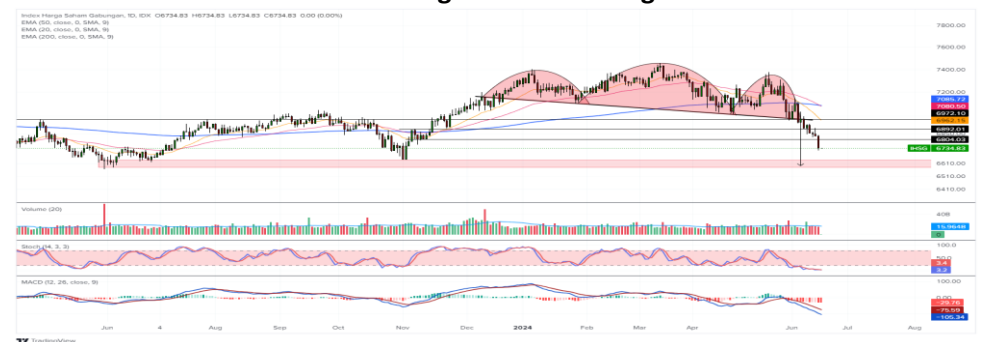 Index Harga Saham Gabungan, 1D, IDX O6734.83 H6734.83 L6734.83 C6734.83 0.00 (0.00%)
EMA (50, close, 0, SMA, 9)
EMA (20, close, 0, SMA, 9)
EMA (200, close, 0, SMA, 9)
7800.00
7600.00
7400.00
7200.00
7085.72
7080.50
6972.10
6962.15
6892.01
6804.03
IHSG 6734.83
6610.00
6510.00
6410.00
Volume (20)
40B
15.964B
0
Stoch (14, 3, 3)
100.0
50.0
3.4
3.2
MACD (12, 26, close, 9)
100.00
0.00
-29.76
-75.59
-105.34
Jun 4 Aug Sep Oct Nov Dec 2024 Feb Mar Apr Jun Jul Aug
TradingView